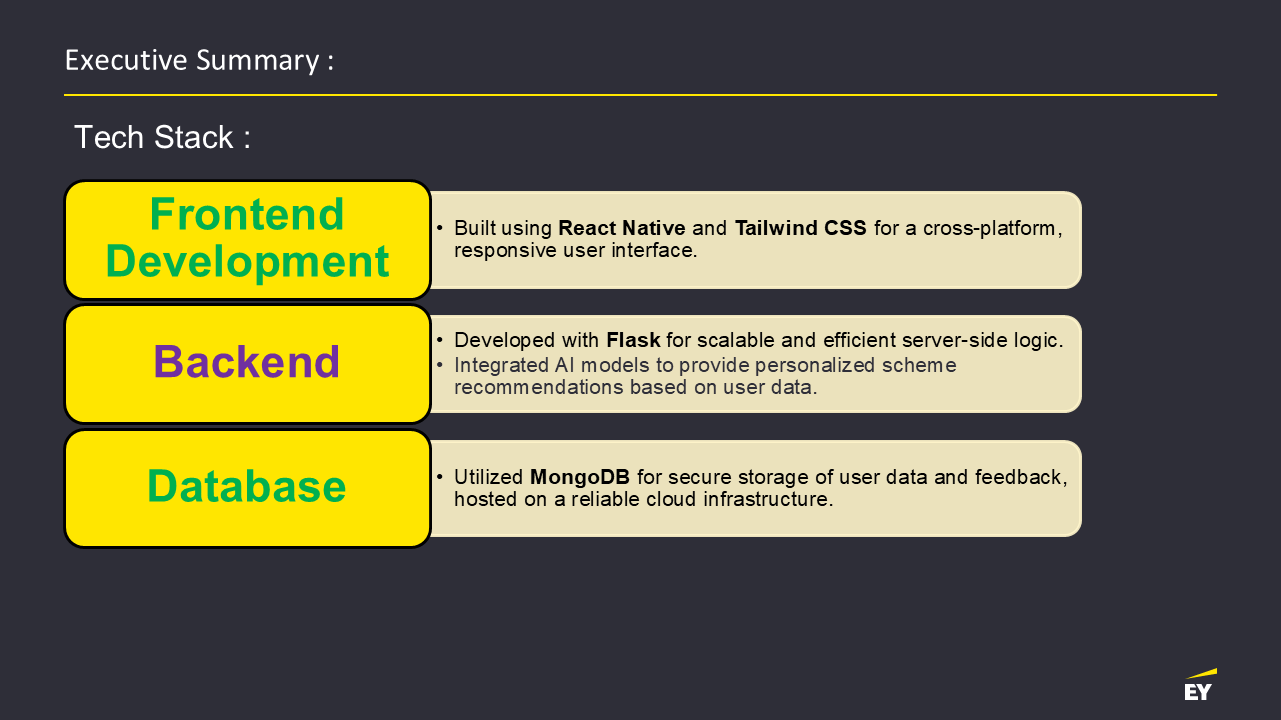 Executive Summary :
Tech Stack :
Frontend
Development
• Built using React Native and Tailwind CSS for a cross-platform,
responsive user interface.
Backend
• Developed with Flask for scalable and efficient server-side logic.
• Integrated AI models to provide personalized scheme
recommendations based on user data.
Database
• Utilized MongoDB for secure storage of user data and feedback,
hosted on a reliable cloud infrastructure.
EY